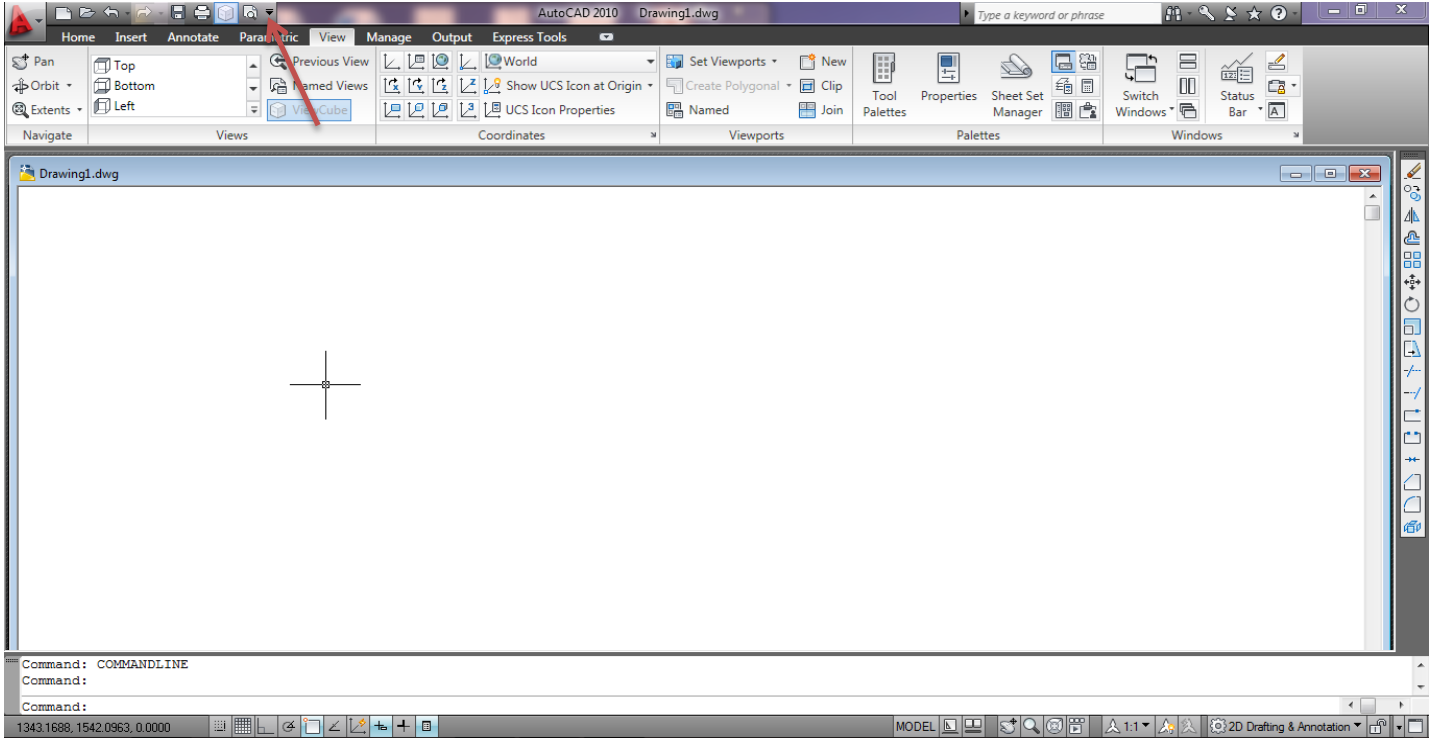 AutoCAD 2010 Drawing1.dwg Type a keyword or phrase
Home Insert Annotate Parametric View Manage Output Express Tools
Pan Top Previous View World Set Viewports New
Orbit Bottom Named Views Show UCS Icon at Origin Create Polygonal Clip
Extents Left ViewCube UCS Icon Properties Named Join
Tool Palettes
Properties
Sheet Set Manager
Switch Windows
Status Bar
Navigate Views Coordinates Viewports Palettes Windows
Drawing1.dwg
Command: COMMANDLINE
Command:
Command:
1343.1688, 1542.0963, 0.0000 MODEL 1:1 2D Drafting & Annotation